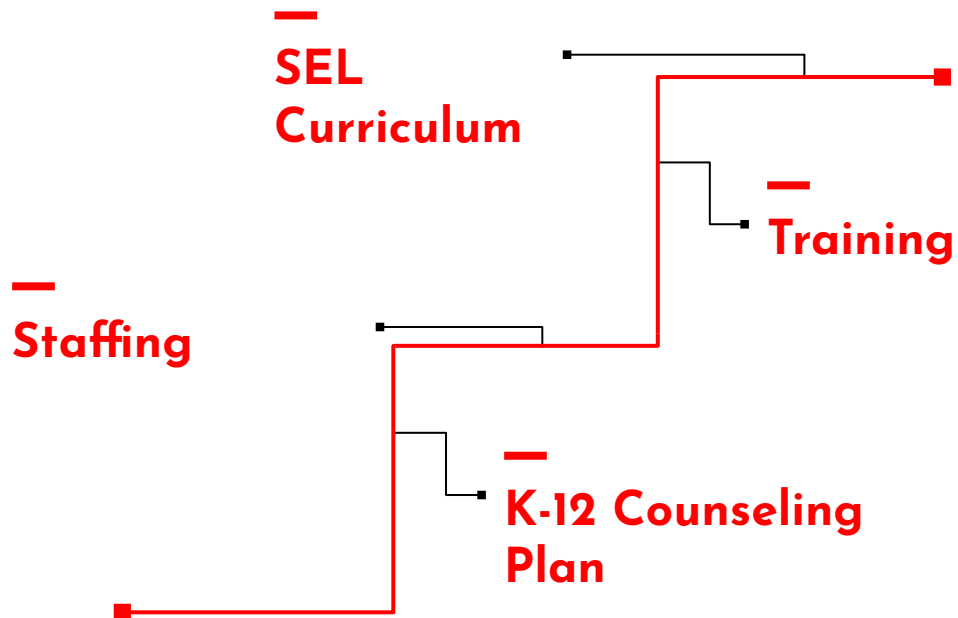 SEL
Curriculum
Training
Staffing
K-12 Counseling
Plan